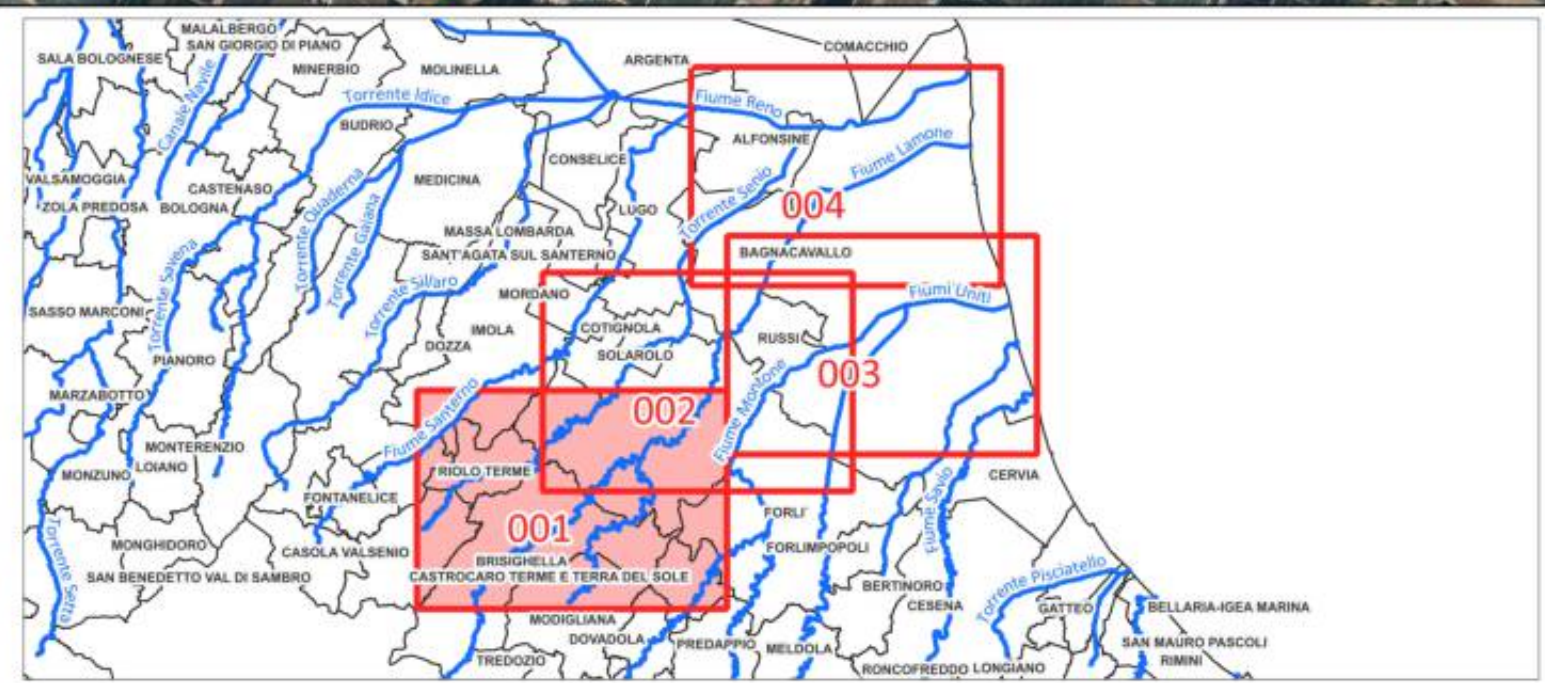 MALALBERGO
SAN GIORGIO DI PIANO
COMACCHIO
SALA BOLOGNESE
MINERBIO
MOLINELLA
ARGENTA
Canale Navile
Torrente Idice
Fiume Reno
BUDRIO
ALFONSINE
Fiume Lamone
CONSELICE
VALSAMOGGIA
CASTENASO
MEDICINA
ZOLA PREDOSA
BOLOGNA
Torrente Quaderna
Torrente Gaiana
LUGO
Torrente Senio
004
MASSA LOMBARDA
SANT'AGATA SUL SANTERNO
BAGNACAVALLO
Torrente Savena
Torrente Sillaro
MORDANO
Fiumi Uniti
SASSO MARCONI
IMOLA
COTIGNOLA
RUSSI
DOZZA
SOLAROLO
PIANORO
003
MARZABOTTO
Fiume Santerno
002
Fiume Montone
MONTERENZIO
MONZUNO
LOIANO
RIOLO TERME
CERVIA
FONTANELICE
Fiume Savio
FORLI'
001
MONGHIDORO
CASOLA VALSENIO
FORLIMPOPOLI
BRISIGHELLA
Torrente Setta
SAN BENEDETTO VAL DI SAMBRO
CASTROCARO TERME E TERRA DEL SOLE
BERTINORO
Torrente Pisciatello
CESENA
GATTEO
BELLARIA-IGEA MARINA
MODIGLIANA
DOVADOLA
PREDAPPIO
MELDOLA
SAN MAURO PASCOLI
TREDOZIO
RIMINI
RONCOFREDDO
LONGIANO